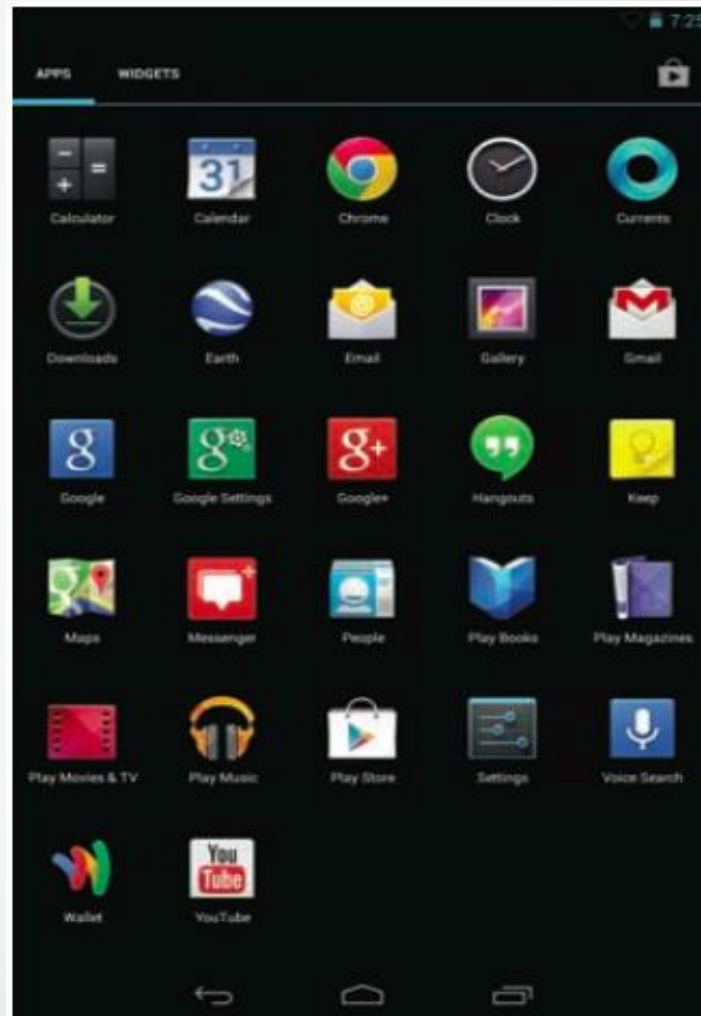 7:25
APPS WIDGETS
31
Calculator Calendar Chrome Clock Currents
Downloads Earth Email Gallery Gmail
g g g+
Google Google Settings Google+ Hangouts Keep
g
Maps Messenger People Play Books Play Magazines
Play Movies & TV Play Music Play Store Settings Voice Search
You
Tube
Wallet YouTube